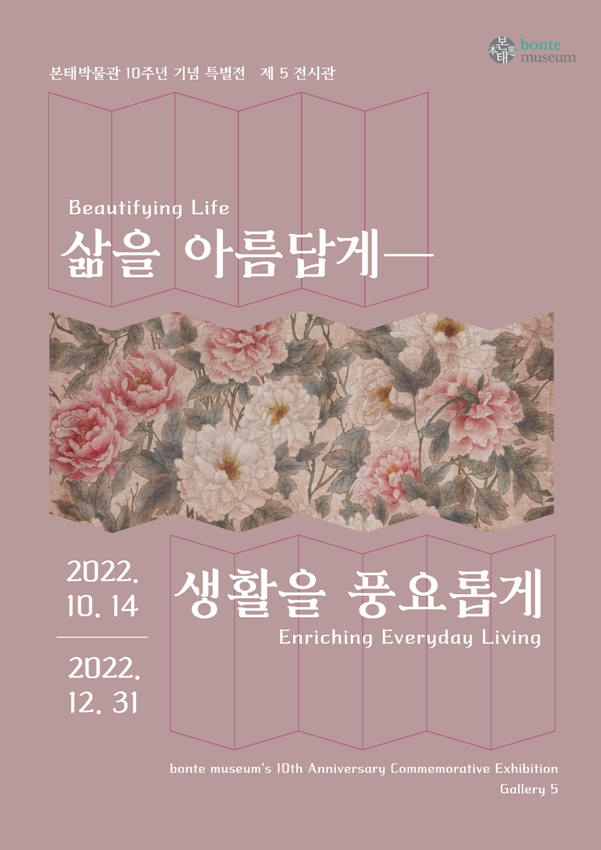 본태
本態
bonte
museum
본태박물관 10주년 기념 특별전 제 5 전시관
Beautifying Life
삶을 아름답게—
2022.
10. 14
2022.
12. 31
생활을 풍요롭게
Enriching Everyday Living
bonte museum's 10th Anniversary Commemorative Exhibition
Gallery 5